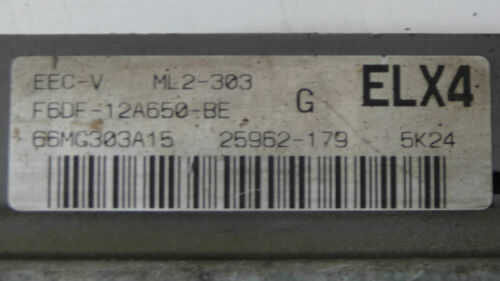 EEC-V ML2-303
F6DF-12A650-BE G ELX4
66MG303A15 25962-179 5K24